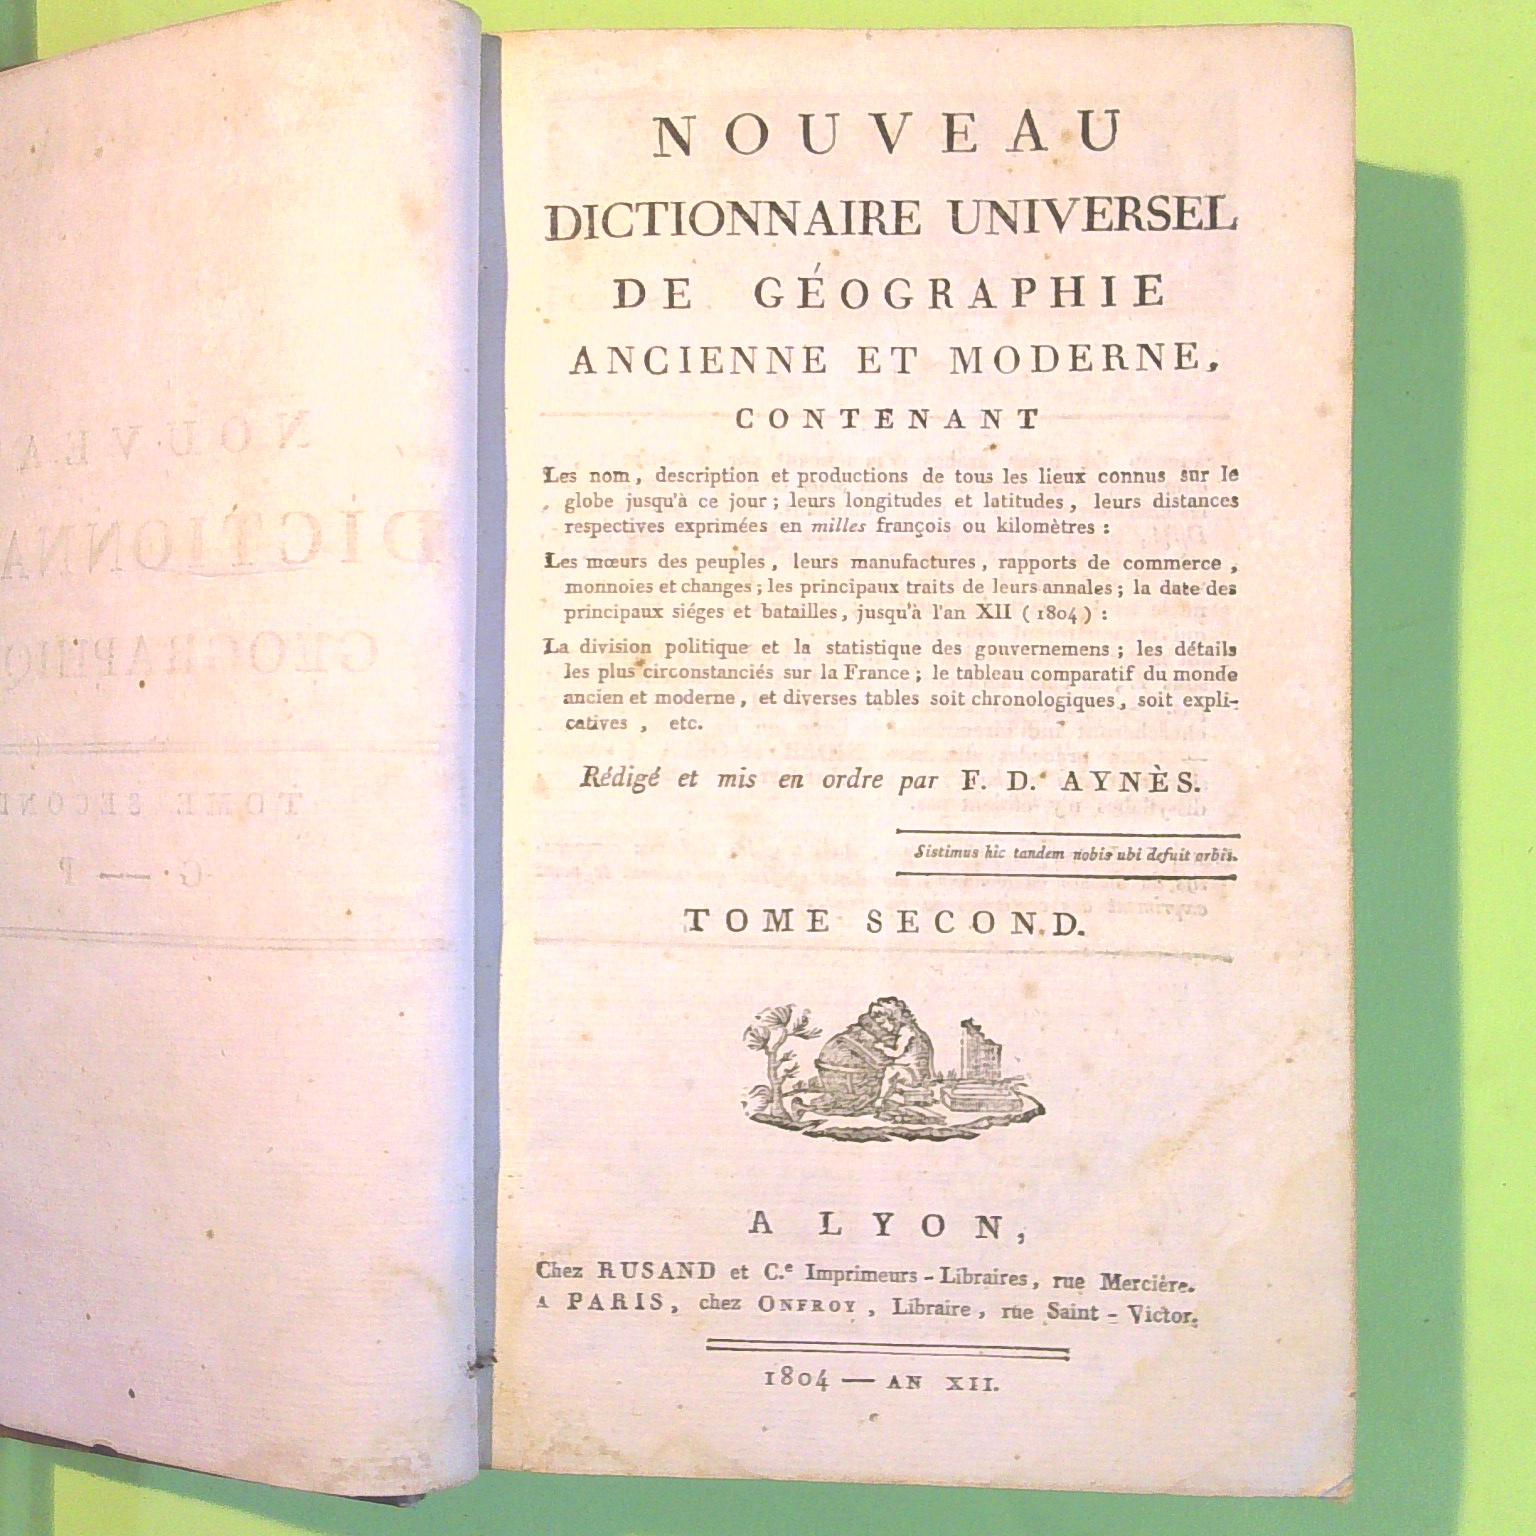 NOUVEAU
DICTIONNAIRE UNIVERSEL
DE GÉOGRAPHIE
ANCIENNE ET MODERNE,
CONTENANT
Les nom, description et productions de tous les lieux connus sur le
globe jusqu'à ce jour ; leurs longitudes et latitudes, leurs distances
respectives exprimées en milles françois ou kilomètres :
Les mœurs des peuples, leurs manufactures, rapports de commerce,
monnoies et changes ; les principaux traits de leurs annales ; la date des
principaux siéges et batailles, jusqu'à l'an XII (1804) :
La division politique et la statistique des gouvernemens ; les détails
les plus circonstanciés sur la France ; le tableau comparatif du monde
ancien et moderne, et diverses tables soit chronologiques, soit expli-
catives, etc.
Rédigé et mis en ordre par F. D. AYNÈS.
Sistimus hic tandem nobis ubi defuit orbis.
TOME SECOND.
A LYON,
Chez RUSAND et C.e Imprimeurs-Libraires, rue Mercière.
A PARIS, chez ONFROY, Libraire, rue Saint-Victor.
1804 — AN XII.